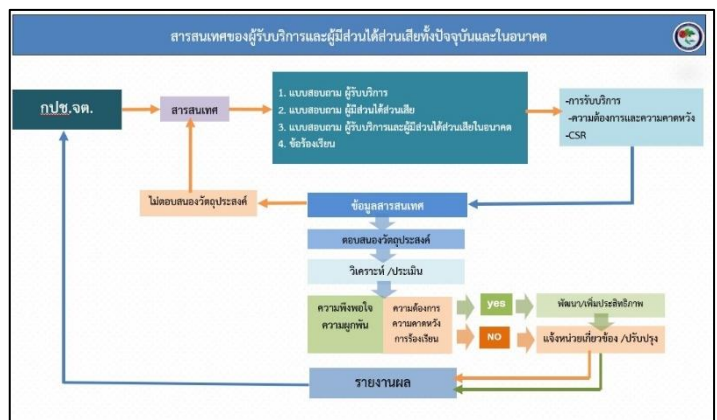 สารสนเทศของผู้รับบริการและผู้มีส่วนได้ส่วนเสียทั้งปัจจุบันและในอนาคต
กปช.จต.
สารสนเทศ
1. แบบสอบถาม ผู้รับบริการ
2. แบบสอบถาม ผู้มีส่วนได้ส่วนเสีย
3. แบบสอบถาม ผู้รับบริการและผู้มีส่วนได้ส่วนเสียในอนาคต
4. ข้อร้องเรียน
-การรับบริการ
-ความต้องการและความคาดหวัง
-CSR
ไม่ตอบสนองวัตถุประสงค์
ข้อมูลสารสนเทศ
ตอบสนองวัตถุประสงค์
วิเคราะห์ /ประเมิน
ความพึงพอใจ
ความผูกพัน
ความต้องการ
ความคาดหวัง
การร้องเรียน
yes
พัฒนา/เพิ่มประสิทธิภาพ
NO
แจ้งหน่วยเกี่ยวข้อง /ปรับปรุง
รายงานผล